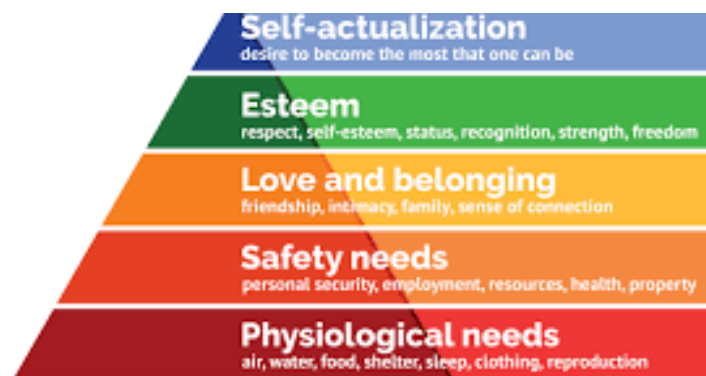 Self-actualization
desire to become the most that one can be
Esteem
respect, self-esteem, status, recognition, strength, freedom
Love and belonging
friendship, intimacy, family, sense of connection
Safety needs
personal security, employment, resources, health, property
Physiological needs
air, water, food, shelter, sleep, clothing, reproduction